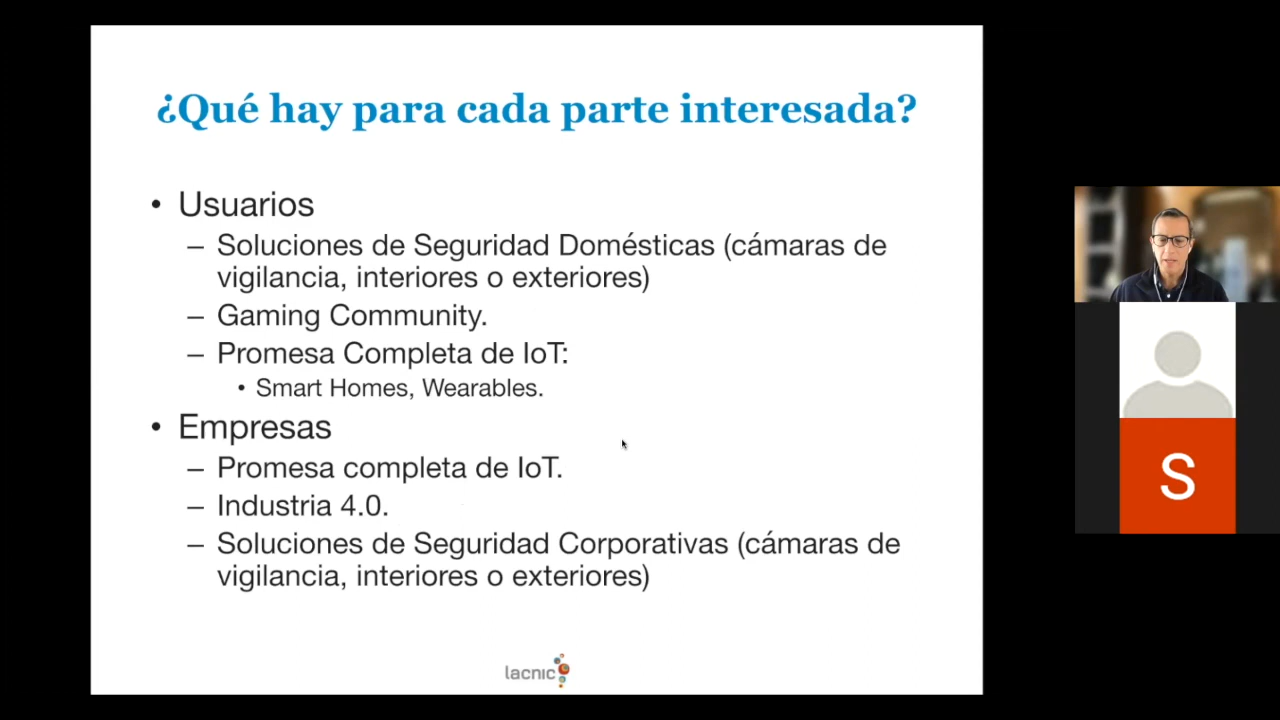 ¿Qué hay para cada parte interesada?
• Usuarios
– Soluciones de Seguridad Domésticas (cámaras de
vigilancia, interiores o exteriores)
– Gaming Community.
– Promesa Completa de IoT:
• Smart Homes, Wearables.
• Empresas
– Promesa completa de IoT.
– Industria 4.0.
– Soluciones de Seguridad Corporativas (cámaras de
vigilancia, interiores o exteriores)
lacnic
S